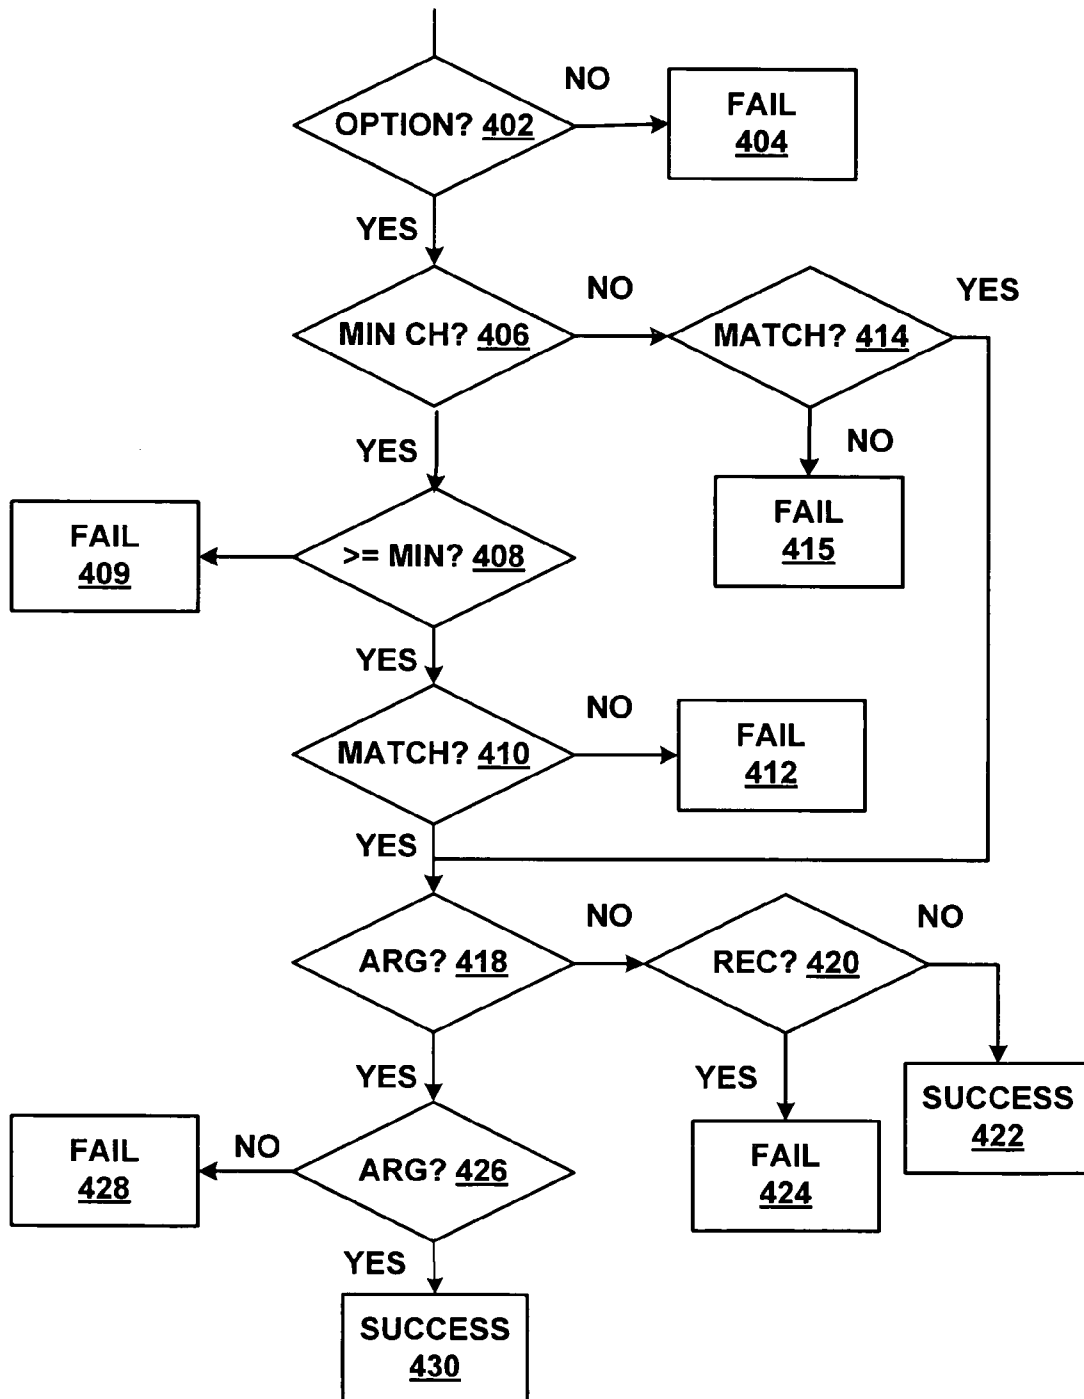 NO
OPTION? 402
FAIL
404
YES
NO
YES
MIN CH? 406
MATCH? 414
YES
NO
FAIL
415
FAIL
409
>= MIN? 408
YES
NO
MATCH? 410
FAIL
412
YES
NO
NO
ARG? 418
REC? 420
YES
YES
SUCCESS
422
NO
FAIL
428
ARG? 426
FAIL
424
YES
SUCCESS
430